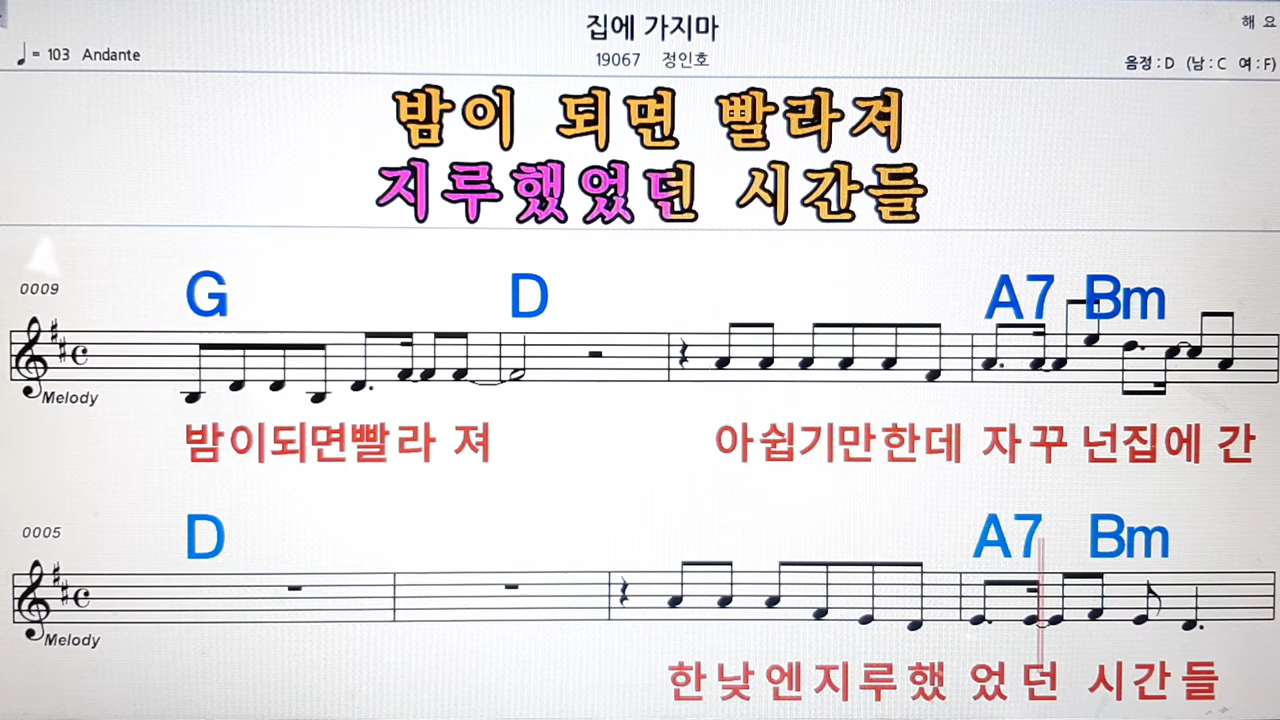 집에 가지마
해 요
♩= 103 Andante
19067 정인호
음정 : D (남 : C 여 : F)
밤이 되면 빨라져
지루했었던 시간들
0009
G D A7 Bm
Melody
밤이되면빨라 져 아쉽기만한데 자꾸 넌집에 간
0005
D A7 Bm
Melody
한낮엔지루했 었던 시간들